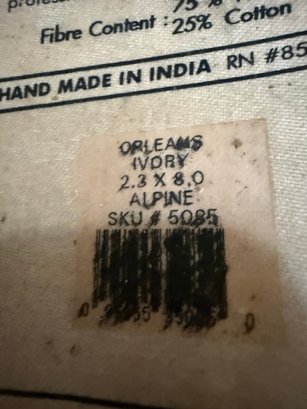 75 %
Fibre Content : 25% Cotton
HAND MADE IN INDIA RN #85
ORLEANS
IVORY
2.3 X 8.0
ALPINE
SKU # 5085